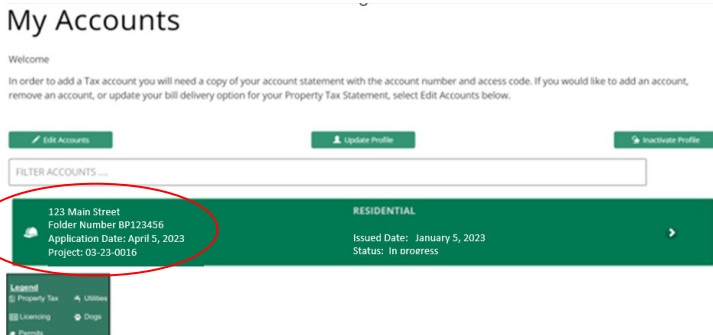 My Accounts
Welcome
In order to add a Tax account you will need a copy of your account statement with the account number and access code. If you would like to add an account,
remove an account, or update your bill delivery option for your Property Tax Statement, select Edit Accounts below.
Edit Accounts Update Profile Inactivate Profile
FILTER ACCOUNTS ....
123 Main Street RESIDENTIAL
Folder Number BP123456
Application Date: April 5, 2023 Issued Date: January 5, 2023
Project: 03-23-0016 Status: In progress
Legend
Property Tax Utilities
Licencing Dogs
Permits